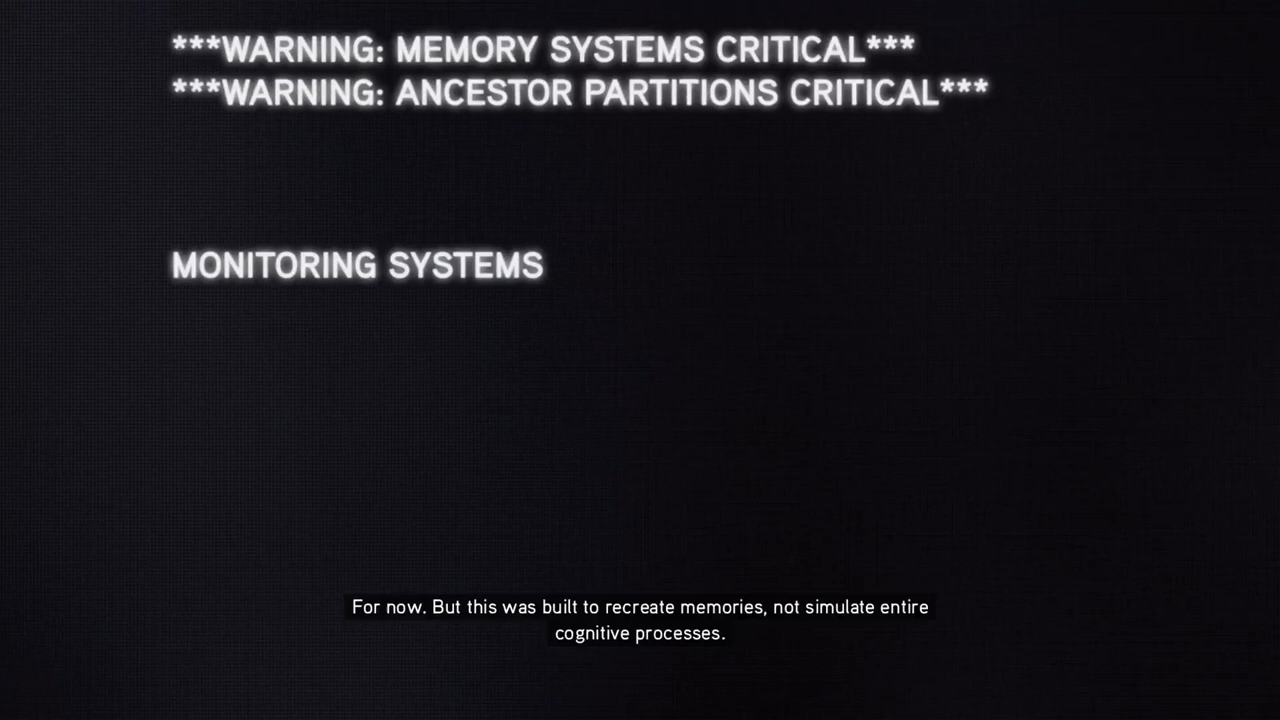 ***WARNING: MEMORY SYSTEMS CRITICAL***
***WARNING: ANCESTOR PARTITIONS CRITICAL***
MONITORING SYSTEMS
For now. But this was built to recreate memories, not simulate entire
cognitive processes.